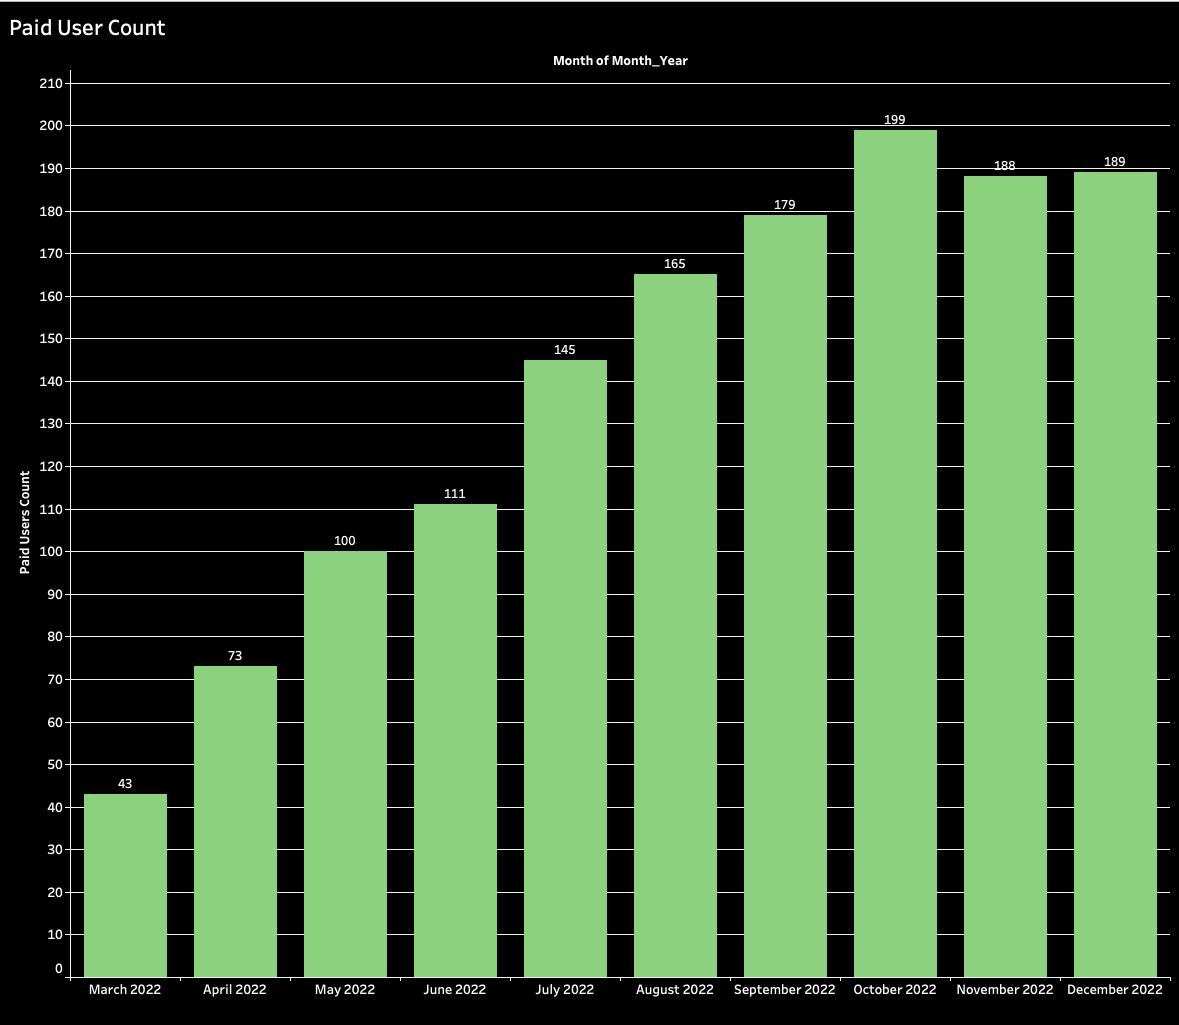 Paid User Count
Month of Month_Year
Paid Users Count
210
200
190
180
170
160
150
140
130
120
110
100
90
80
70
60
50
40
30
20
10
0
43
73
100
111
145
165
179
199
188
189
March 2022
April 2022
May 2022
June 2022
July 2022
August 2022
September 2022
October 2022
November 2022
December 2022